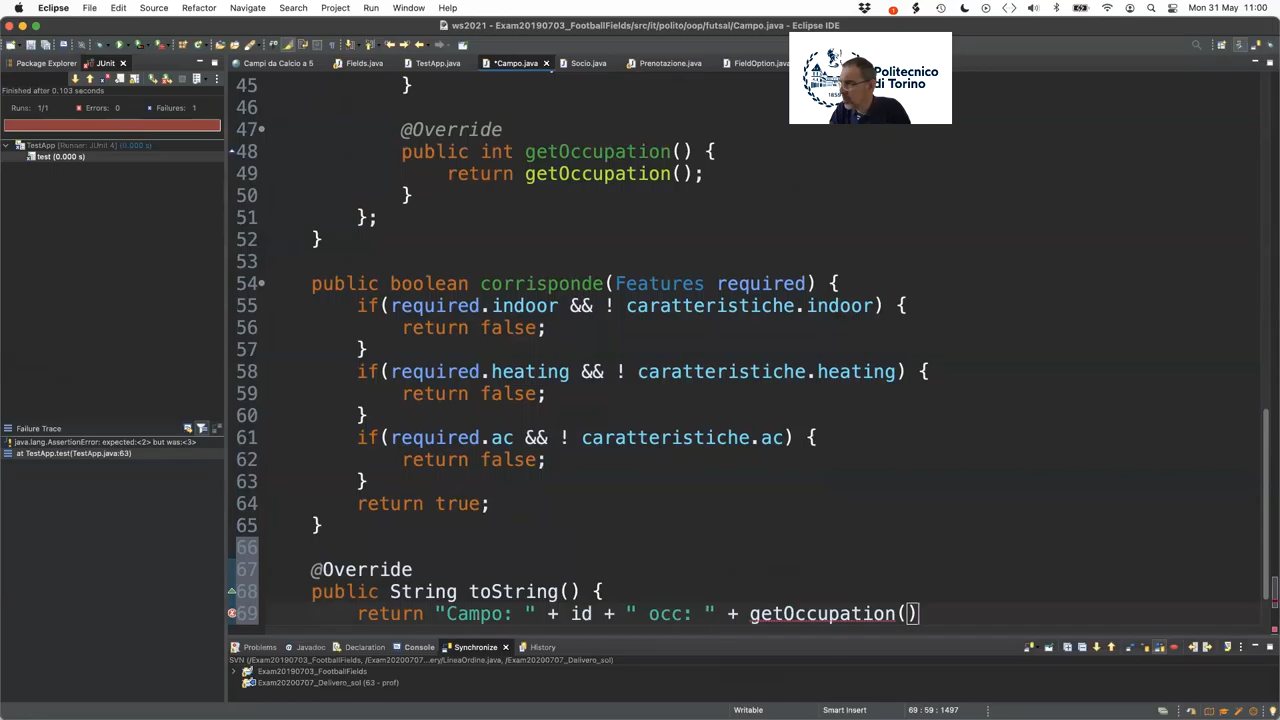 Eclipse File Edit Source Refactor Navigate Search Project Run Window Help Mon 31 May 11:00
ws2021 - Exam20190703_FootballFields/src/it/polito/oop/futsal/Campo.java - Eclipse IDE
Package Explorer JUnit Campi da Calcio a 5 Fields.java TestApp.java *Campo.java Socio.java Prenotazione.java FieldOption.java
Politecnico
di Torino
Finished after 0.103 seconds
Runs: 1/1 Errors: 0 Failures: 1
TestApp [Runner: JUnit 4] (0.000 s)
test (0.000 s)
Failure Trace
java.lang.AssertionError: expected:<2> but was:<3>
at TestApp.test(TestApp.java:63)
45 }
46
47 @Override
48 public int getOccupation() {
49 return getOccupation();
50 }
51 };
52 }
53
54 public boolean corrisponde(Features required) {
55 if(required.indoor && ! caratteristiche.indoor) {
56 return false;
57 }
58 if(required.heating && ! caratteristiche.heating) {
59 return false;
60 }
61 if(required.ac && ! caratteristiche.ac) {
62 return false;
63 }
64 return true;
65 }
66
67 @Override
68 public String toString() {
69 return "Campo: " + id + " occ: " + getOccupation()
Problems Javadoc Declaration Console Synchronize History
SVN (/Exam20190703_FootballFields, /Exam20200707_Delivero_sol)
Exam20190703_FootballFields
Exam20200707_Delivero_sol (63 - prof)
Writable Smart Insert 69 : 59 : 1497